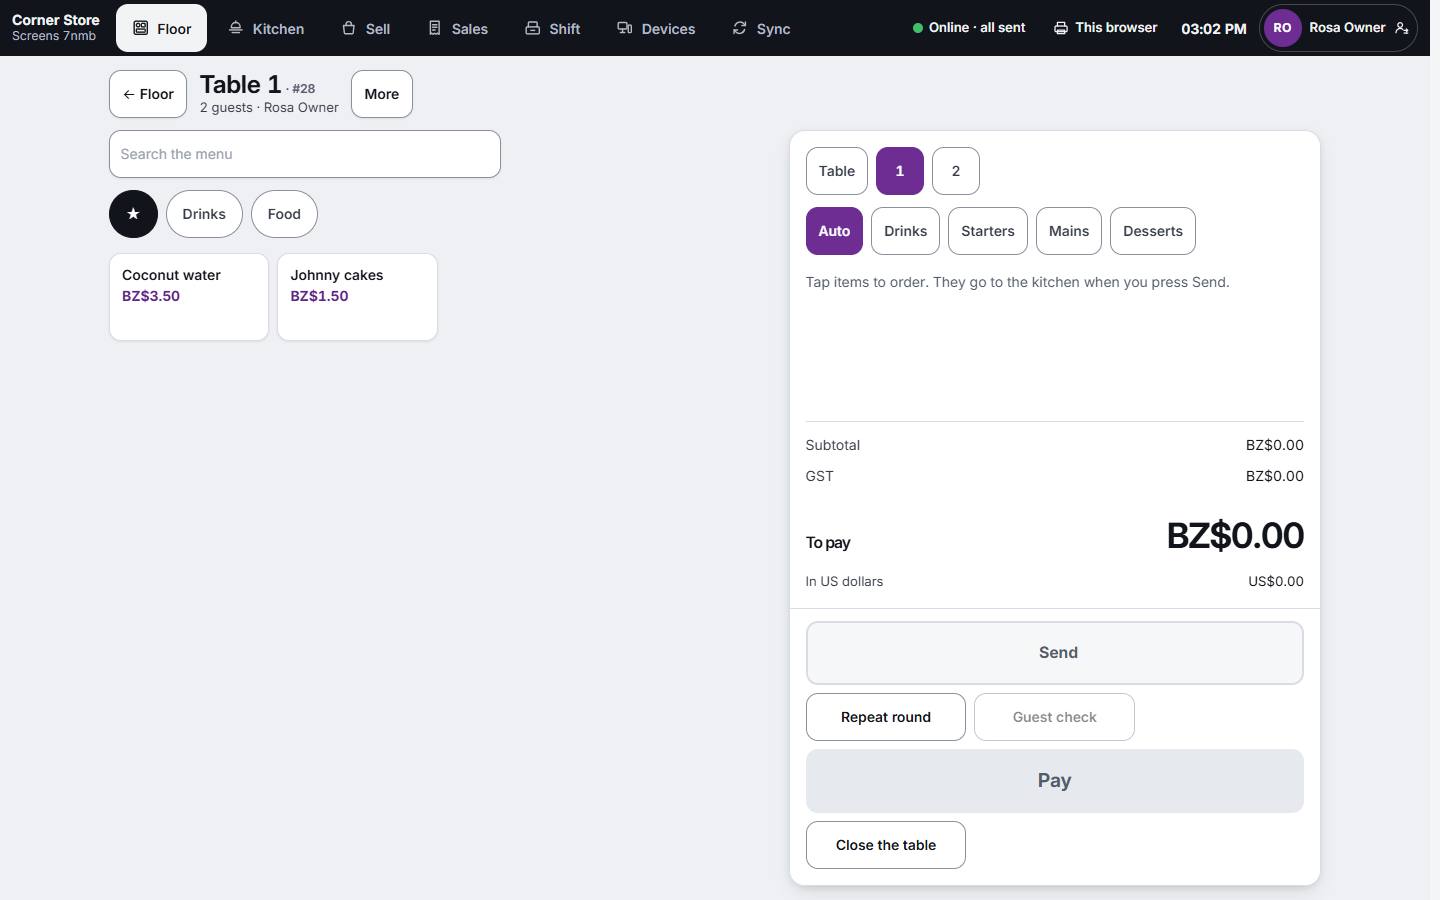 Corner Store
Screens 7nmb
Floor
Kitchen
Sell
Sales
Shift
Devices
Sync
Online · all sent
This browser
03:02 PM
RO
Rosa Owner
← Floor
Table 1 · #28
2 guests · Rosa Owner
More
Search the menu
★
Drinks
Food
Coconut water
BZ$3.50
Johnny cakes
BZ$1.50
Table
1
2
Auto
Drinks
Starters
Mains
Desserts
Tap items to order. They go to the kitchen when you press Send.
Subtotal BZ$0.00
GST BZ$0.00
To pay BZ$0.00
In US dollars US$0.00
Send
Repeat round
Guest check
Pay
Close the table